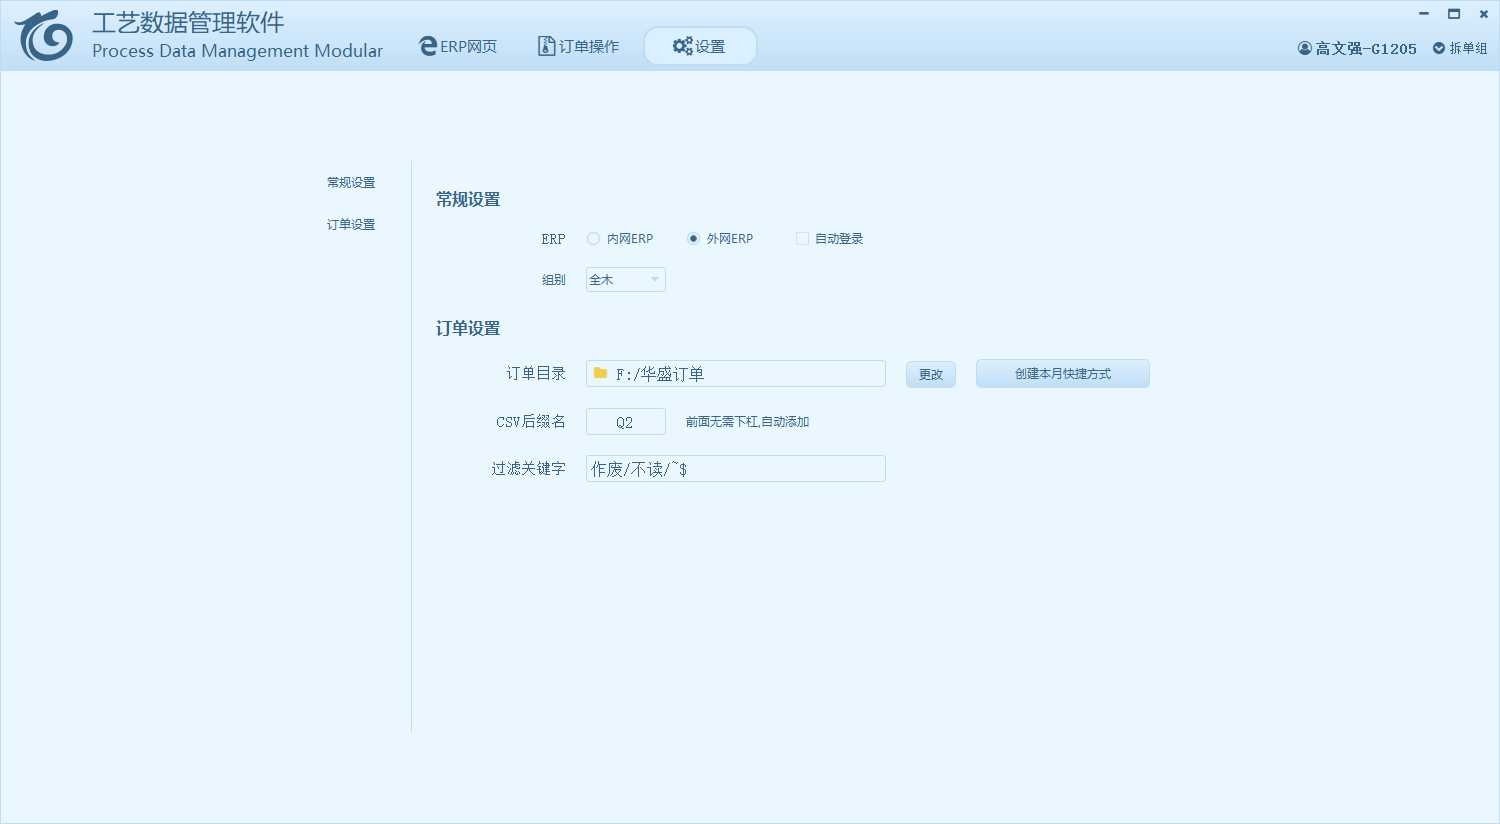 工艺数据管理软件
Process Data Management Modular
ERP网页
订单操作
设置
高文强-G1205
拆单组
常规设置
订单设置
常规设置
ERP 内网ERP 外网ERP 自动登录
组别 全木
订单设置
订单目录 F:/华盛订单 更改 创建本月快捷方式
CSV后缀名 Q2 前面无需下杠,自动添加
过滤关键字 作废/不读/~$